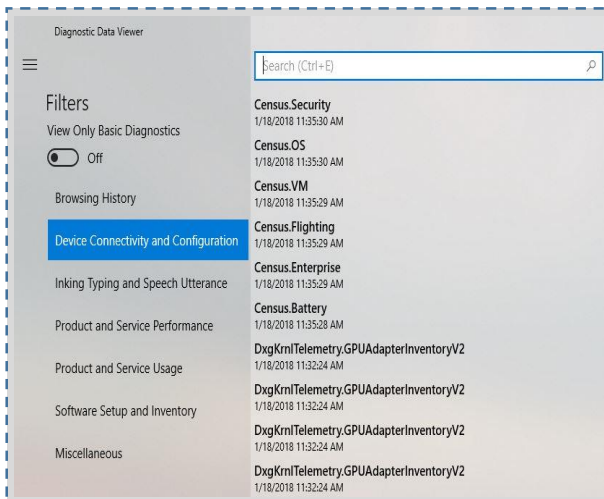 Diagnostic Data Viewer
Search (Ctrl+E)
Filters
View Only Basic Diagnostics
Off
Browsing History
Device Connectivity and Configuration
Inking Typing and Speech Utterance
Product and Service Performance
Product and Service Usage
Software Setup and Inventory
Miscellaneous
Census.Security
1/18/2018 11:35:30 AM
Census.OS
1/18/2018 11:35:30 AM
Census.VM
1/18/2018 11:35:29 AM
Census.Flighting
1/18/2018 11:35:29 AM
Census.Enterprise
1/18/2018 11:35:29 AM
Census.Battery
1/18/2018 11:35:28 AM
DxgKrnlTelemetry.GPUAdapterInventoryV2
1/18/2018 11:32:24 AM
DxgKrnlTelemetry.GPUAdapterInventoryV2
1/18/2018 11:32:24 AM
DxgKrnlTelemetry.GPUAdapterInventoryV2
1/18/2018 11:32:24 AM
DxgKrnlTelemetry.GPUAdapterInventoryV2
1/18/2018 11:32:24 AM